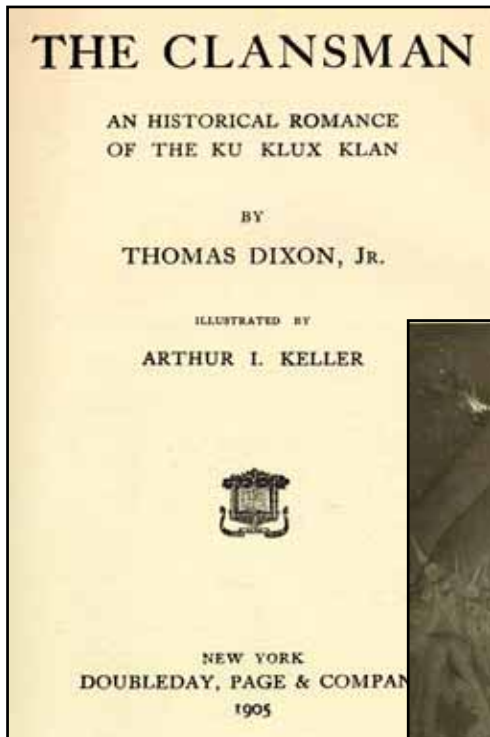 THE CLANSMAN
AN HISTORICAL ROMANCE
OF THE KU KLUX KLAN
BY
THOMAS DIXON, JR.
ILLUSTRATED BY
ARTHUR I. KELLER
NEW YORK
DOUBLEDAY, PAGE & COMPAN
1905